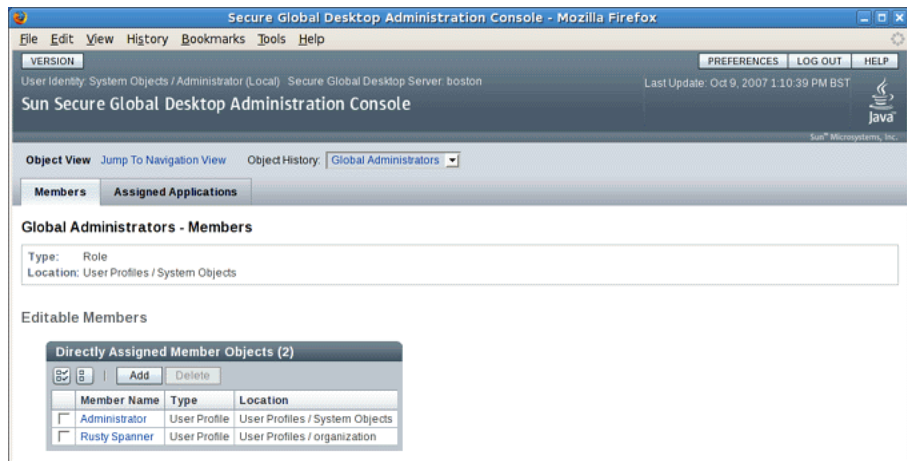 Secure Global Desktop Administration Console - Mozilla Firefox
File Edit View History Bookmarks Tools Help
VERSION PREFERENCES LOG OUT HELP
User Identity: System Objects / Administrator (Local) Secure Global Desktop Server: boston Last Update: Oct 9, 2007 1:10:39 PM BST
Sun Secure Global Desktop Administration Console
Java
Sun™ Microsystems, Inc.
Object View Jump To Navigation View Object History: Global Administrators
Members Assigned Applications
Global Administrators - Members
Type: Role
Location: User Profiles / System Objects
Editable Members
Directly Assigned Member Objects (2)
Add Delete
Member Name Type Location
Administrator User Profile User Profiles / System Objects
Rusty Spanner User Profile User Profiles / organization